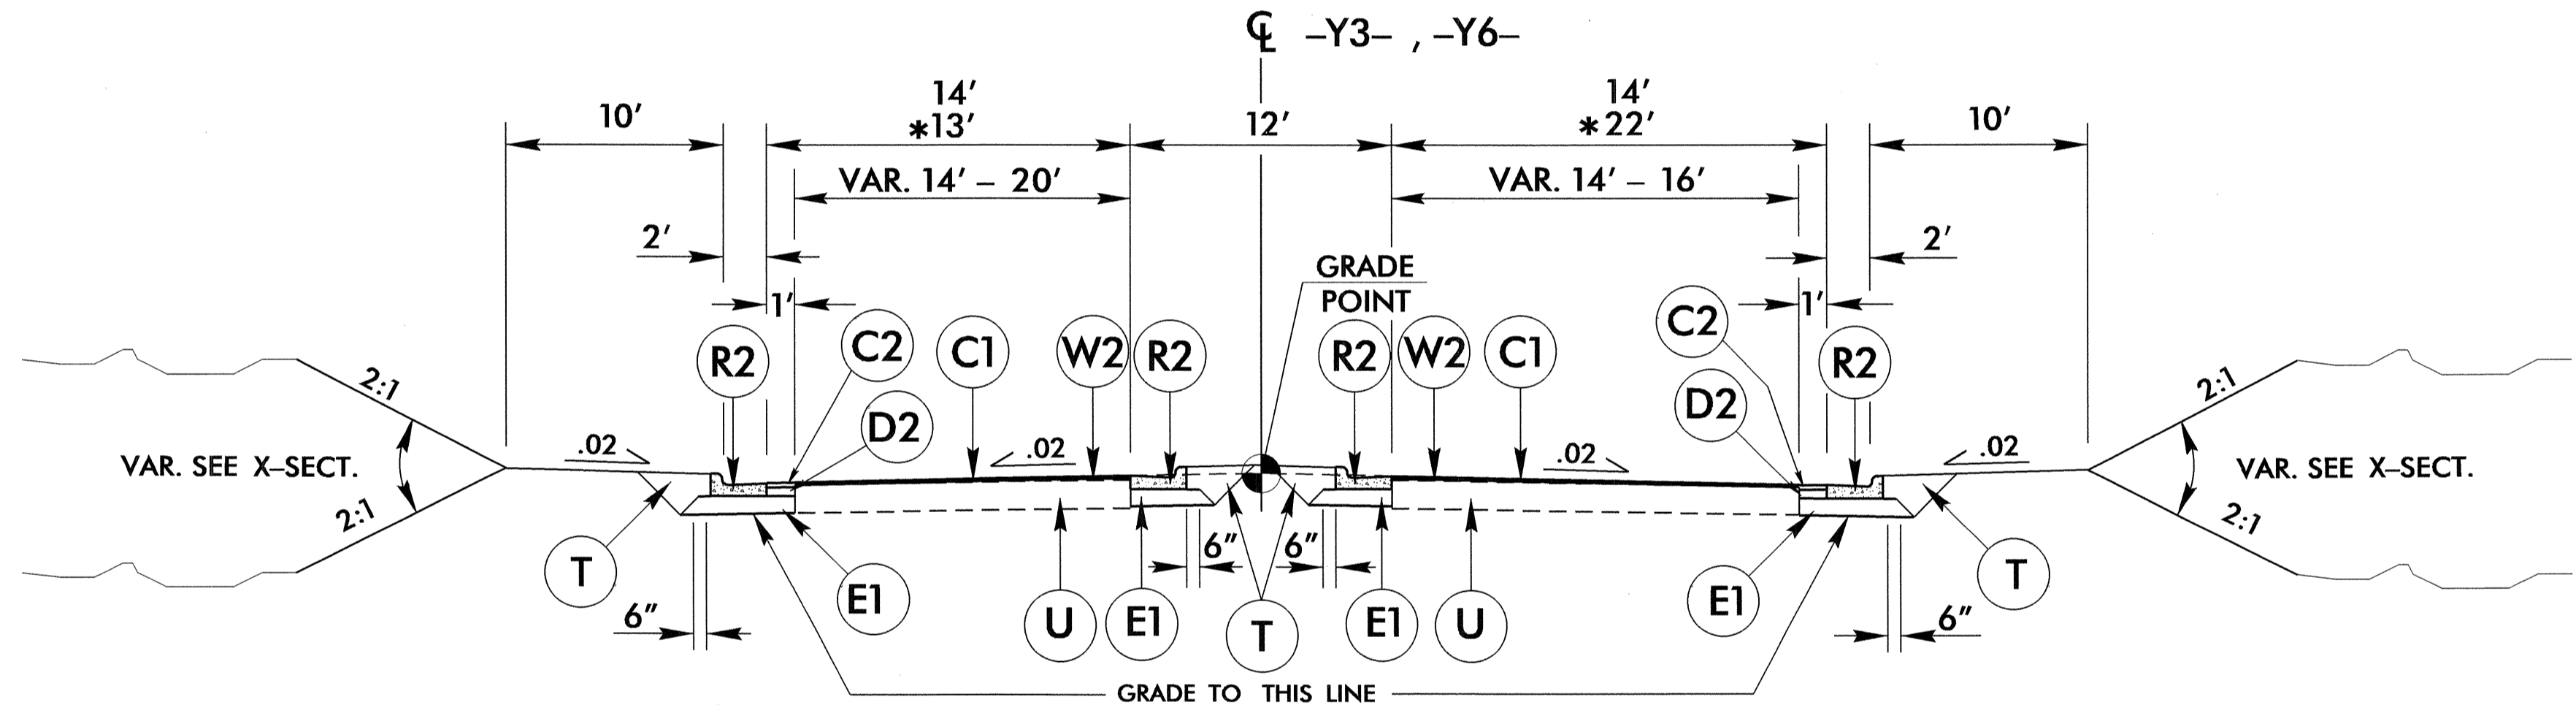 ℄ –Y3– , –Y6–
14' 14'
10' *13' 12' *22' 10'
VAR. 14' – 20' VAR. 14' – 16'
2' 2'
GRADE
POINT
1' 1'
R2 C2 C1 W2 R2 R2 W2 C1 C2 R2
D2 D2
2:1 2:1
.02 .02 .02 .02
VAR. SEE X–SECT. VAR. SEE X–SECT.
2:1 2:1
6" 6"
T E1 E1 T
U E1 T E1 U
6" 6"
GRADE TO THIS LINE